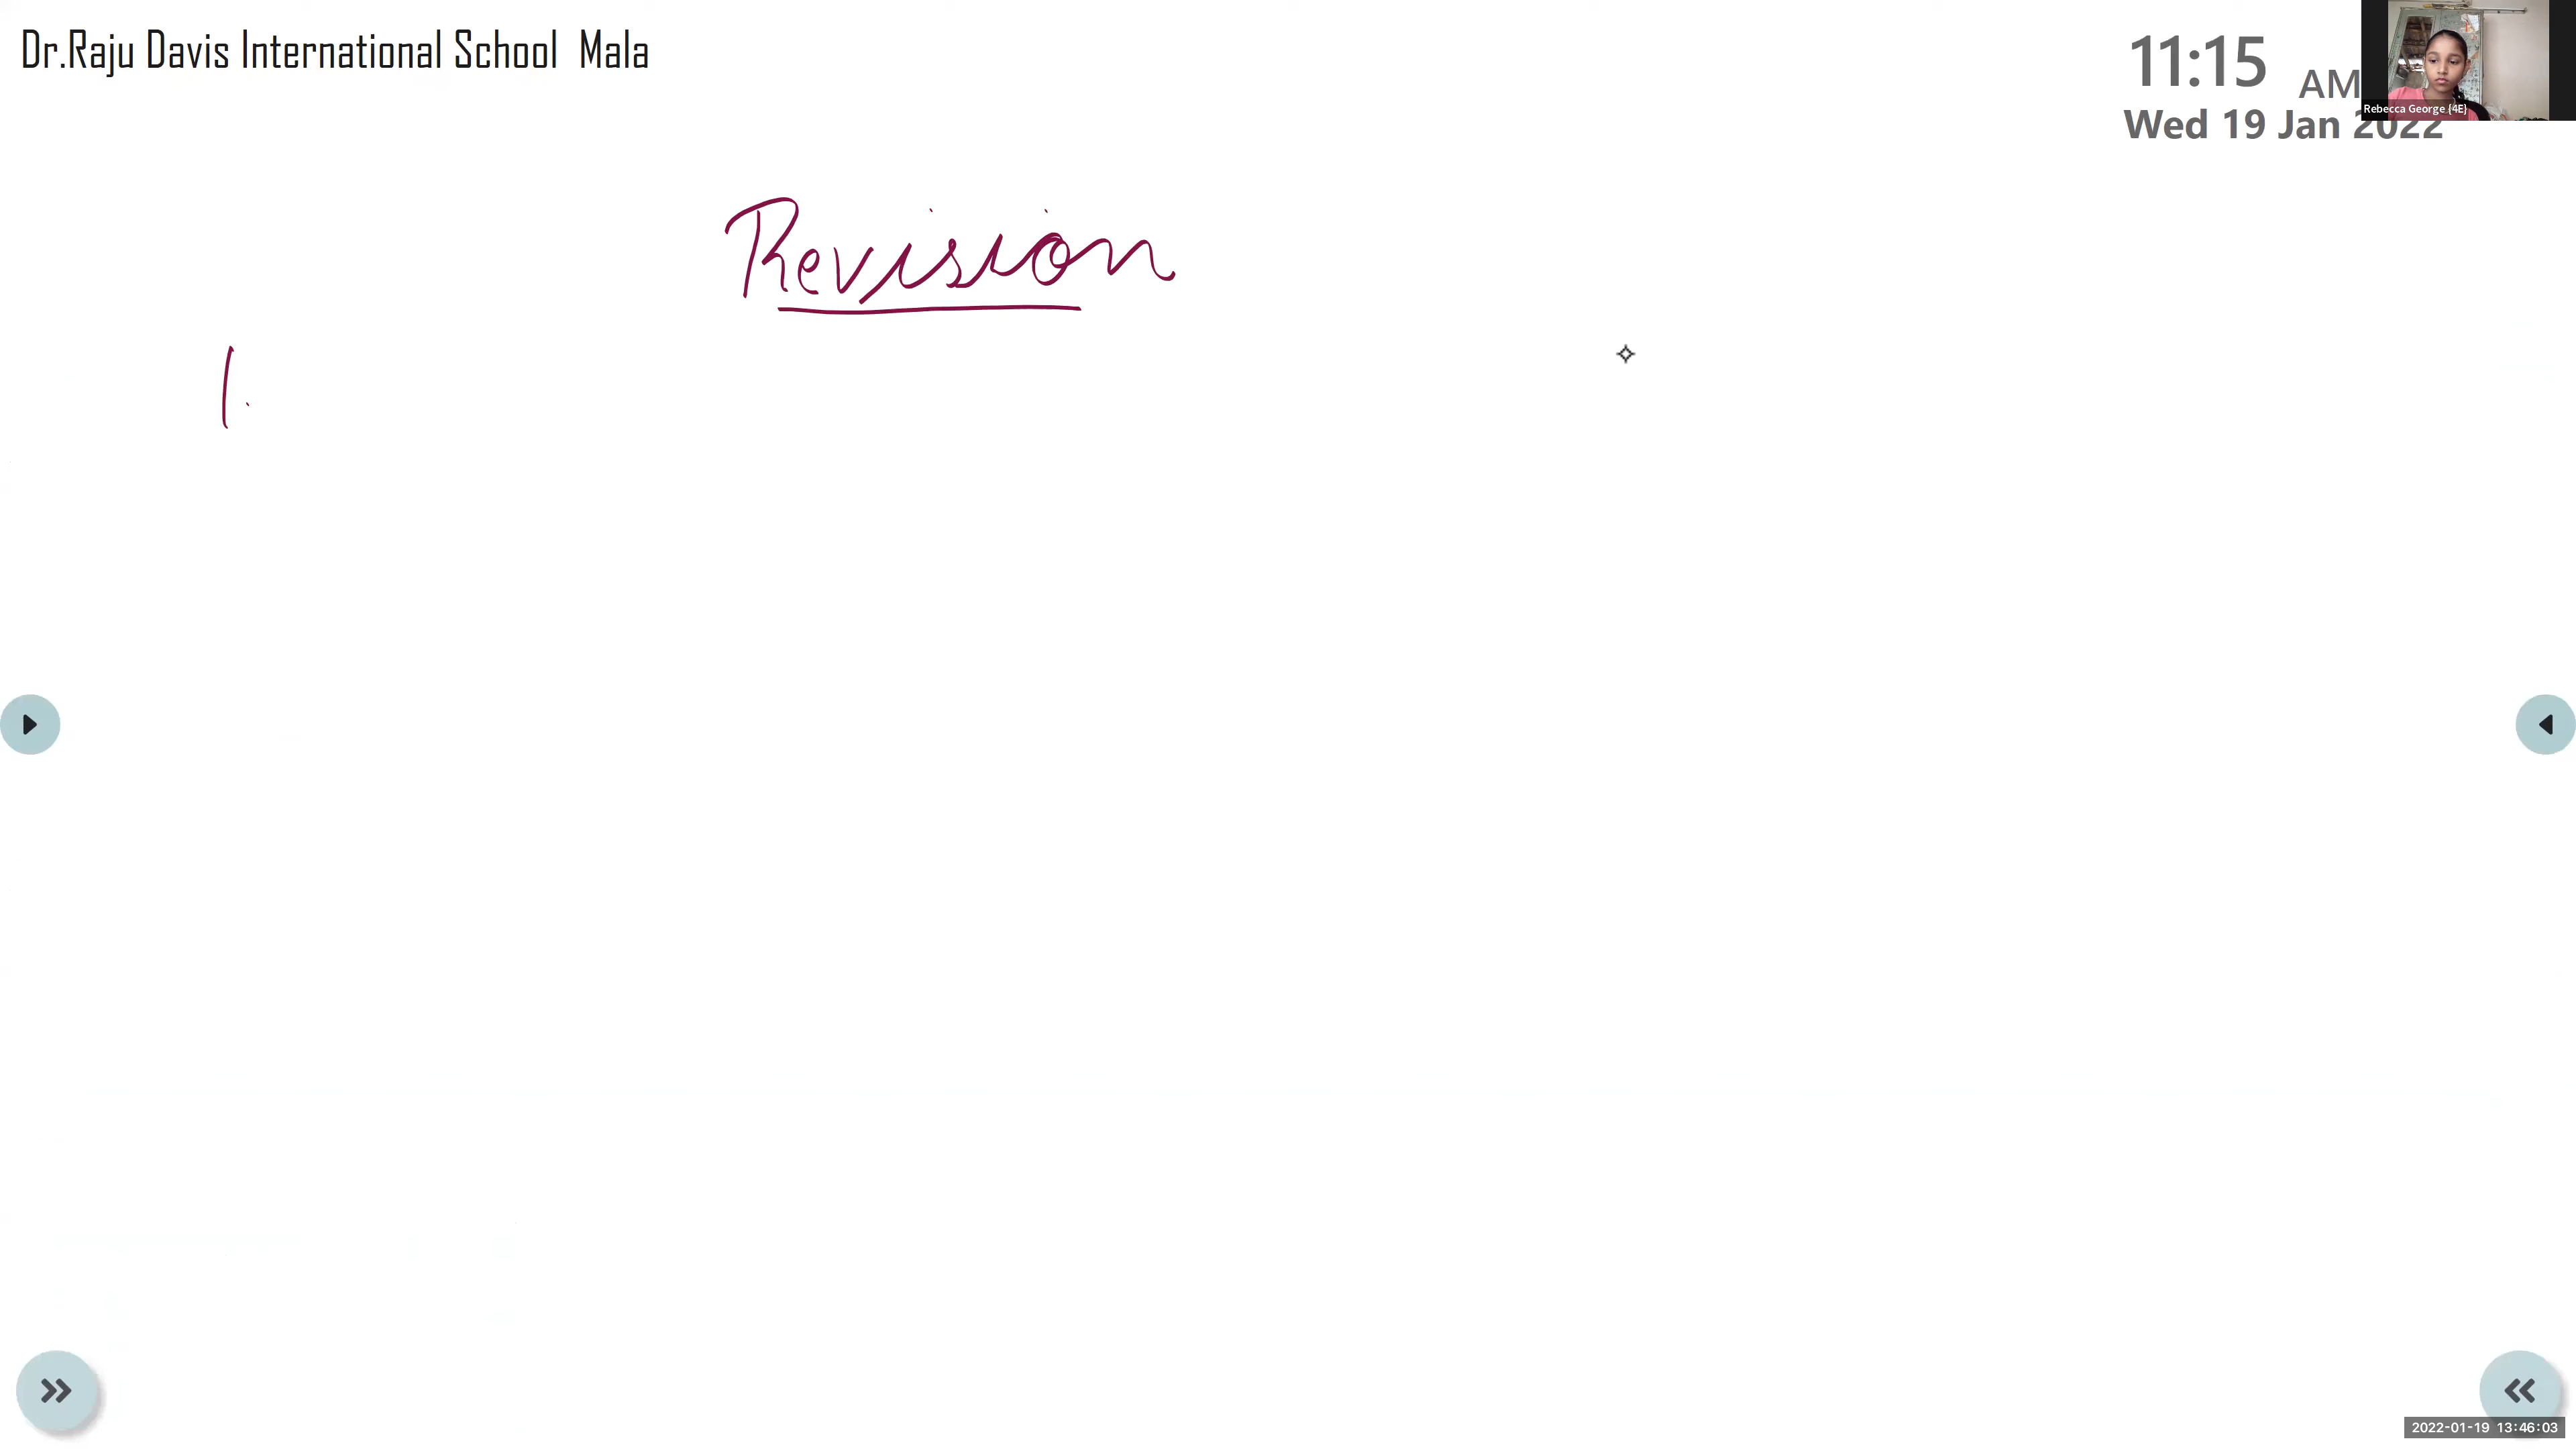 Dr.Raju Davis International School Mala
11:15 AM
Wed 19 Jan 2022
Rebecca George (4E)
Revision
1.
2022-01-19 13:46:03